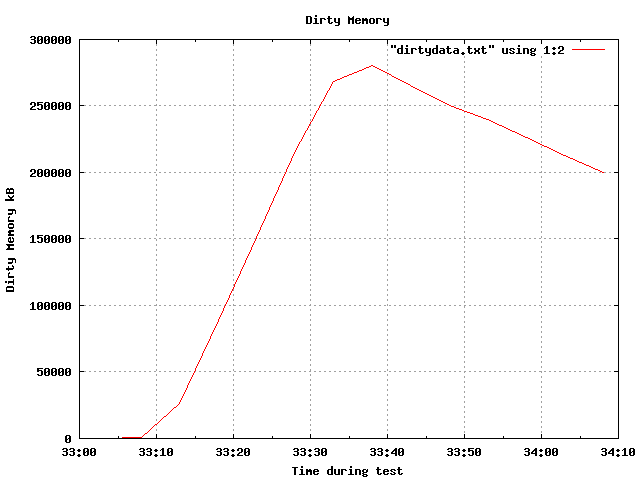 Dirty Memory
"dirtydata.txt" using 1:2
300000
250000
200000
150000
100000
50000
0
Dirty Memory kB
33:00 33:10 33:20 33:30 33:40 33:50 34:00 34:10
Time during test